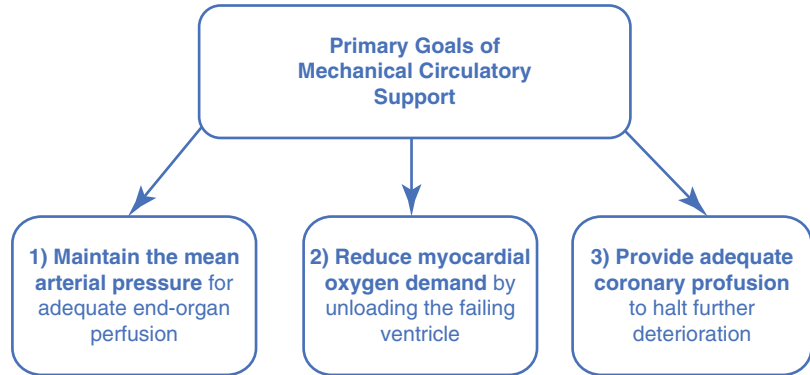 Primary Goals of
Mechanical Circulatory
Support
1) Maintain the mean
arterial pressure for
adequate end-organ
perfusion
2) Reduce myocardial
oxygen demand by
unloading the failing
ventricle
3) Provide adequate
coronary profusion
to halt further
deterioration